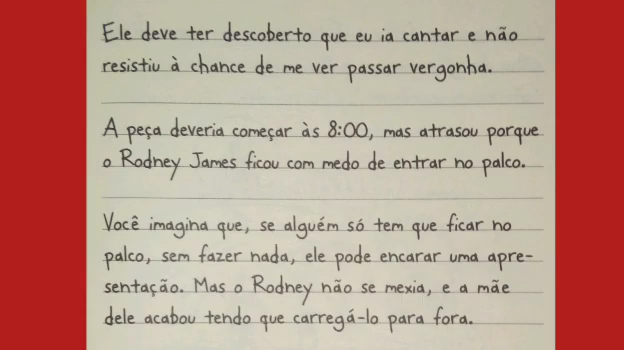 Ele deve ter descoberto que eu ia cantar e não
resistiu à chance de me ver passar vergonha.
A peça deveria começar às 8:00, mas atrasou porque
o Rodney James ficou com medo de entrar no palco.
Você imagina que, se alguém só tem que ficar no
palco, sem fazer nada, ele pode encarar uma apre-
sentação. Mas o Rodney não se mexia, e a mãe
dele acabou tendo que carregá-lo para fora.